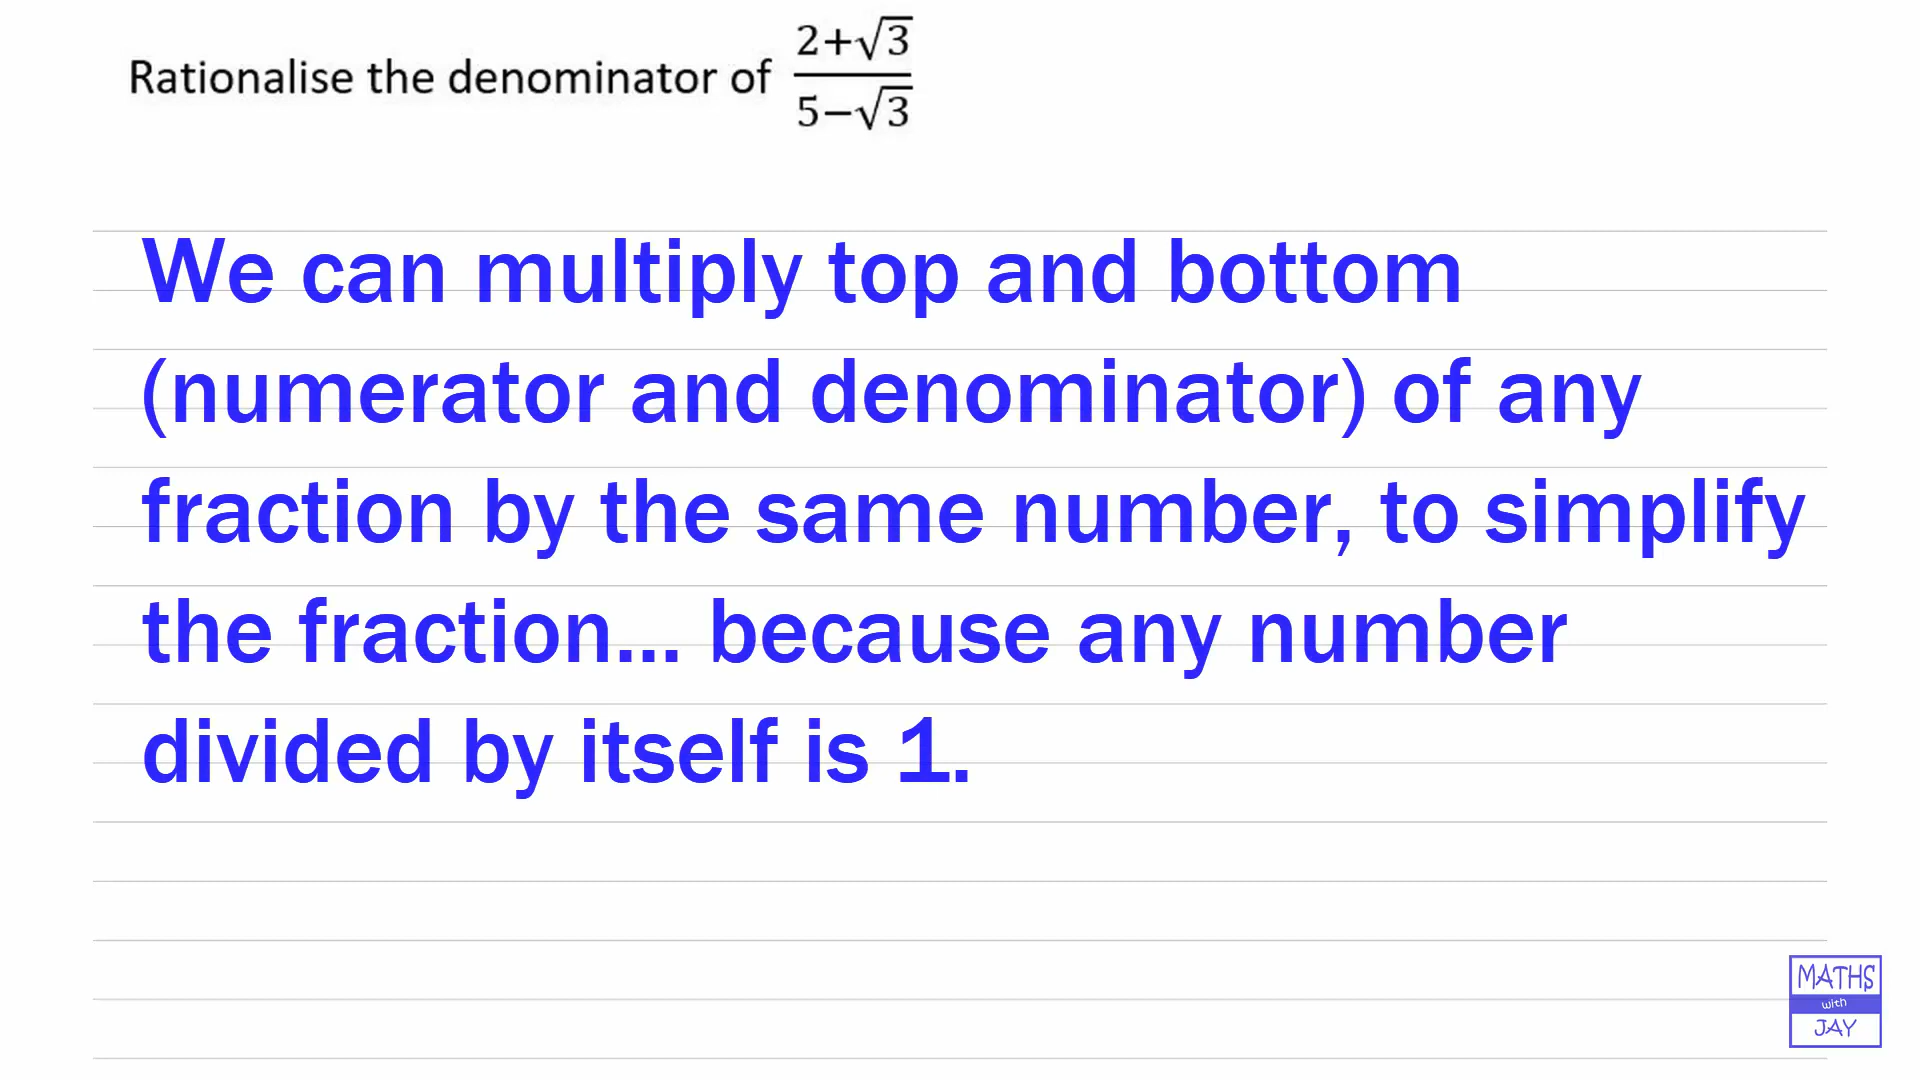 Rationalise the denominator of 2+√3
5−√3
We can multiply top and bottom
(numerator and denominator) of any
fraction by the same number, to simplify
the fraction... because any number
divided by itself is 1.
MATHS
with
JAY